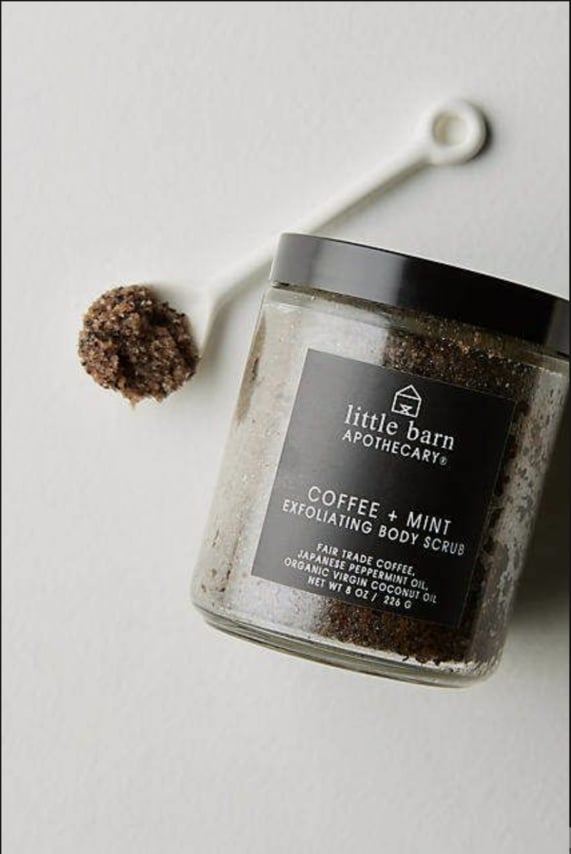 little barn
APOTHECARY®
COFFEE + MINT
EXFOLIATING BODY SCRUB
FAIR TRADE COFFEE,
JAPANESE PEPPERMINT OIL,
ORGANIC VIRGIN COCONUT OIL
NET WT 8 OZ / 226 G